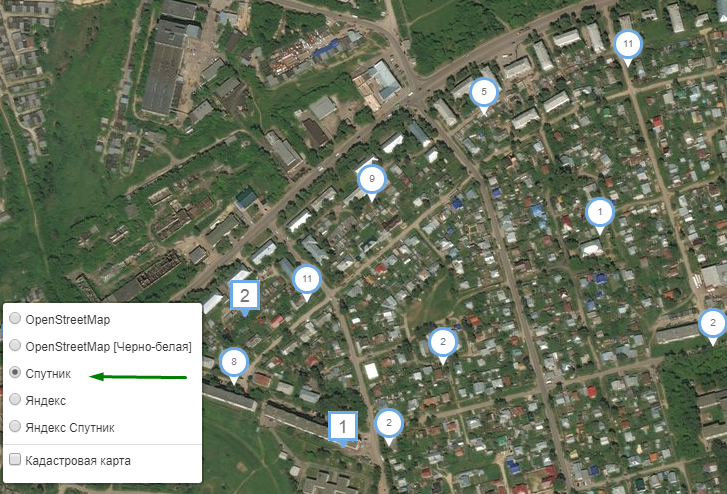 11
5
9
1
11
2
2
2
8
2
1
OpenStreetMap
OpenStreetMap [Черно-белая]
Спутник
Яндекс
Яндекс Спутник
Кадастровая карта